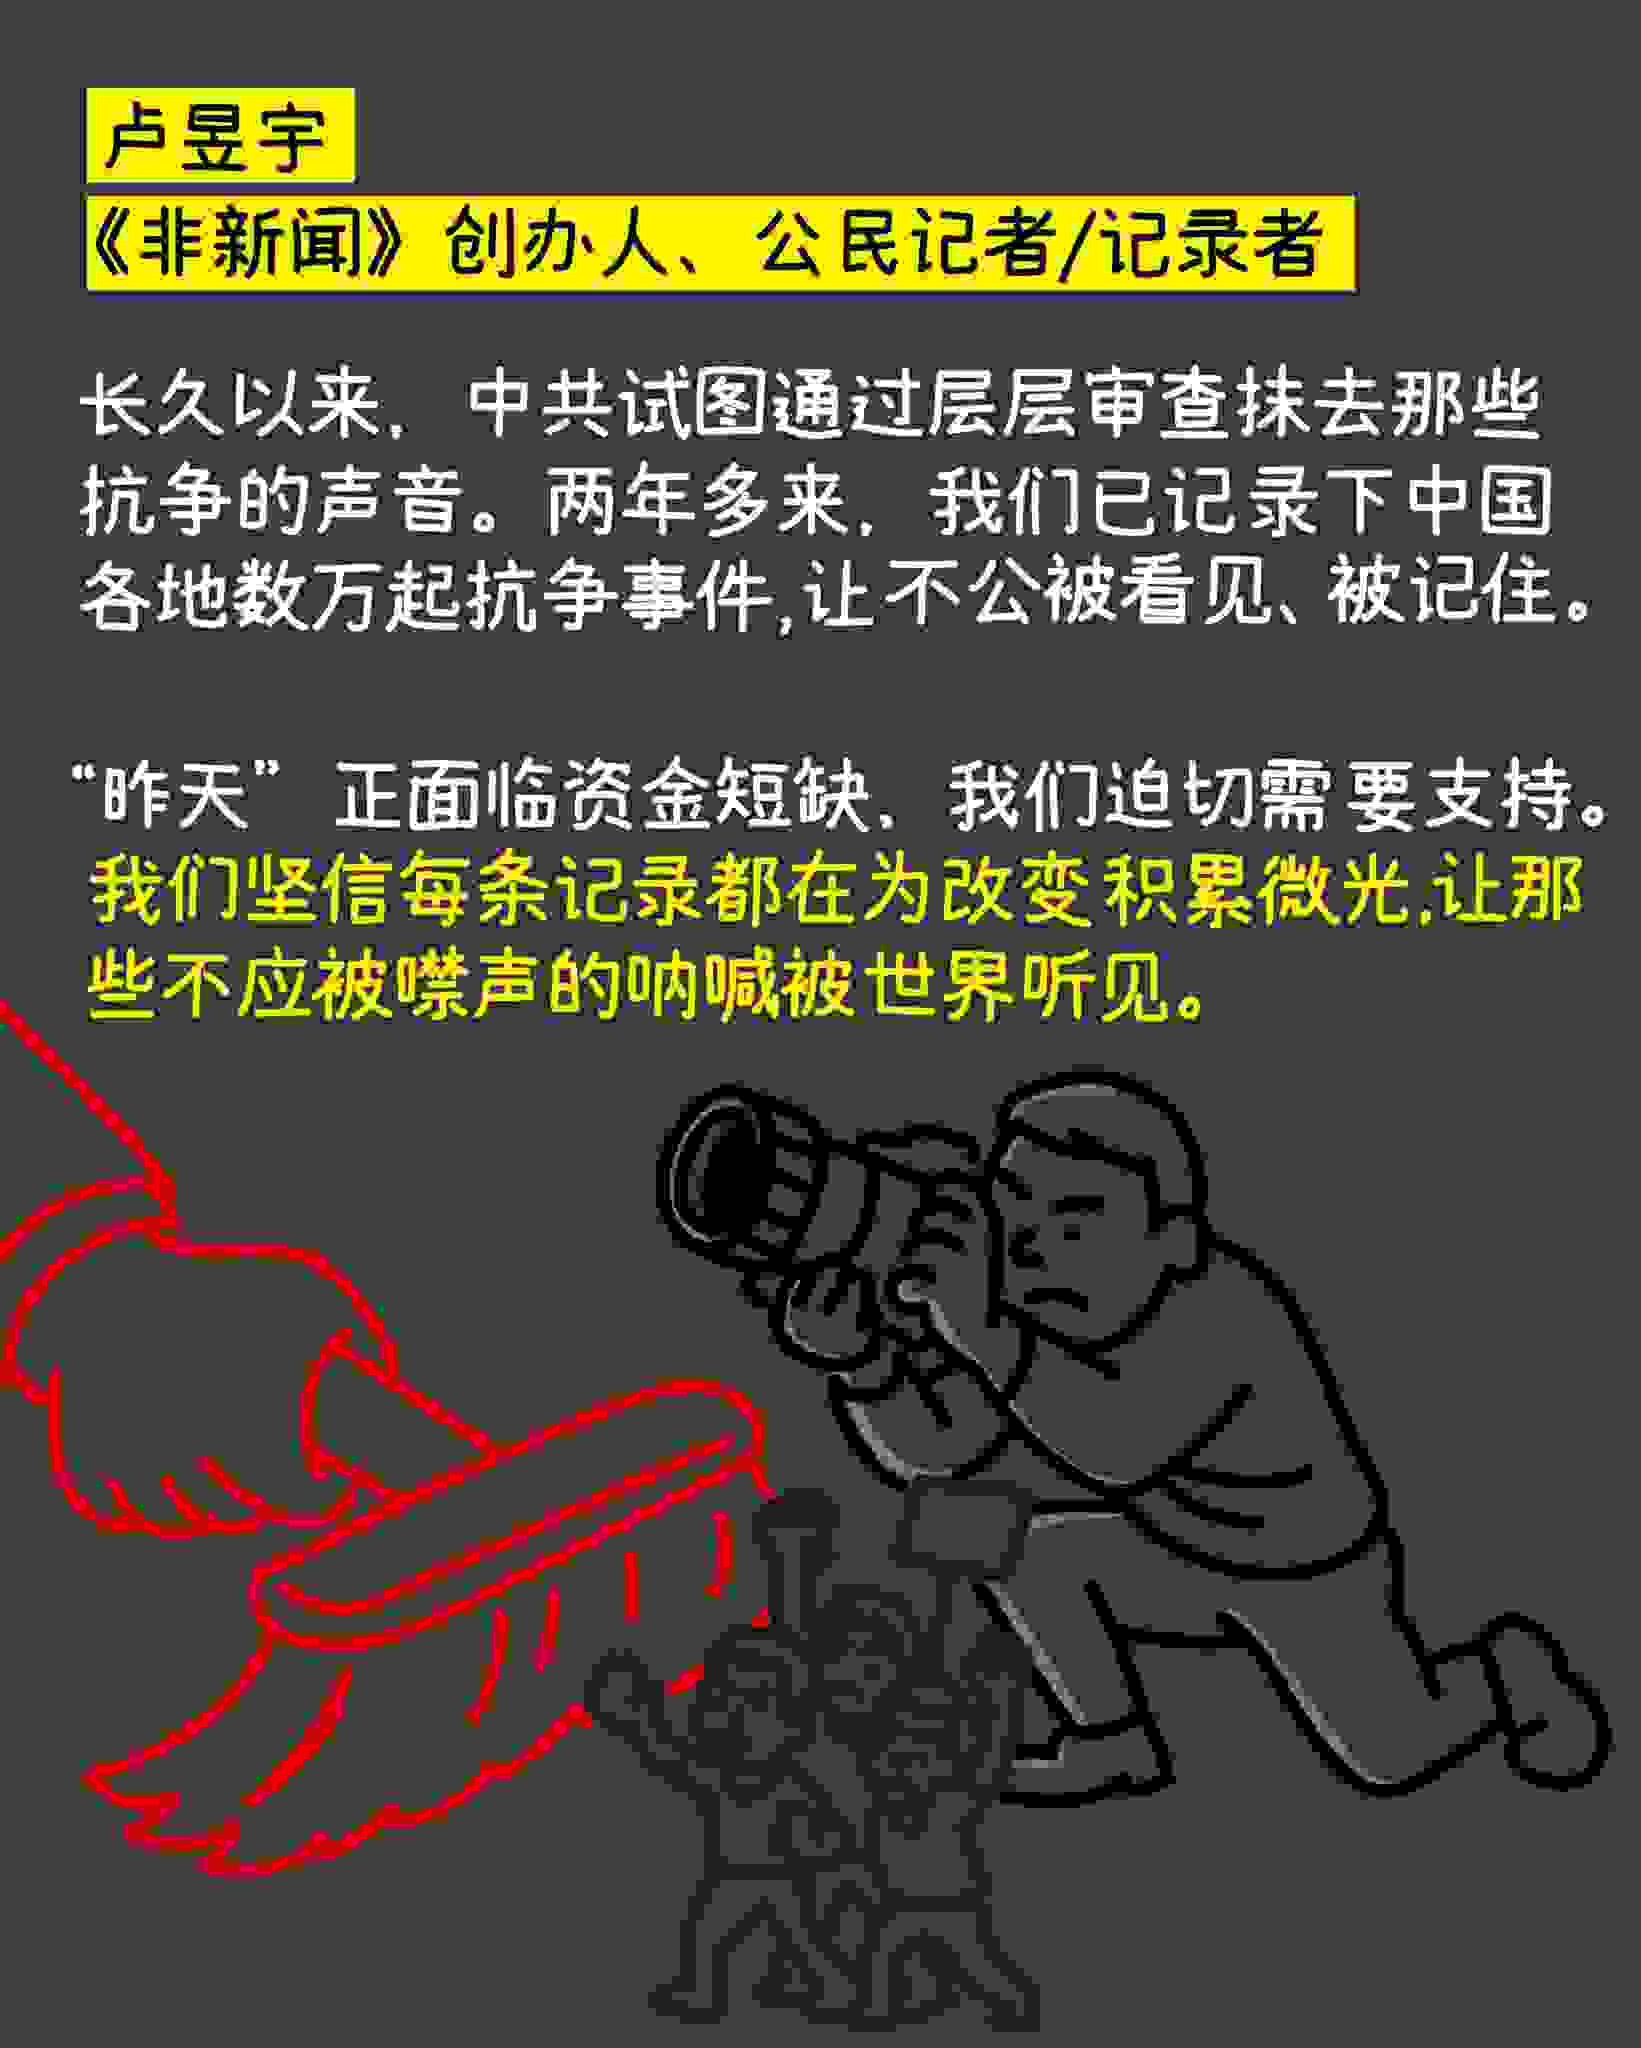 卢昱宇
《非新闻》创办人、公民记者/记录者
长久以来，中共试图通过层层审查抹去那些
抗争的声音。两年多来，我们已记录下中国
各地数万起抗争事件,让不公被看见、被记住。
“昨天”正面临资金短缺，我们迫切需要支持。
我们坚信每条记录都在为改变积累微光,让那
些不应被噤声的呐喊被世界听见。